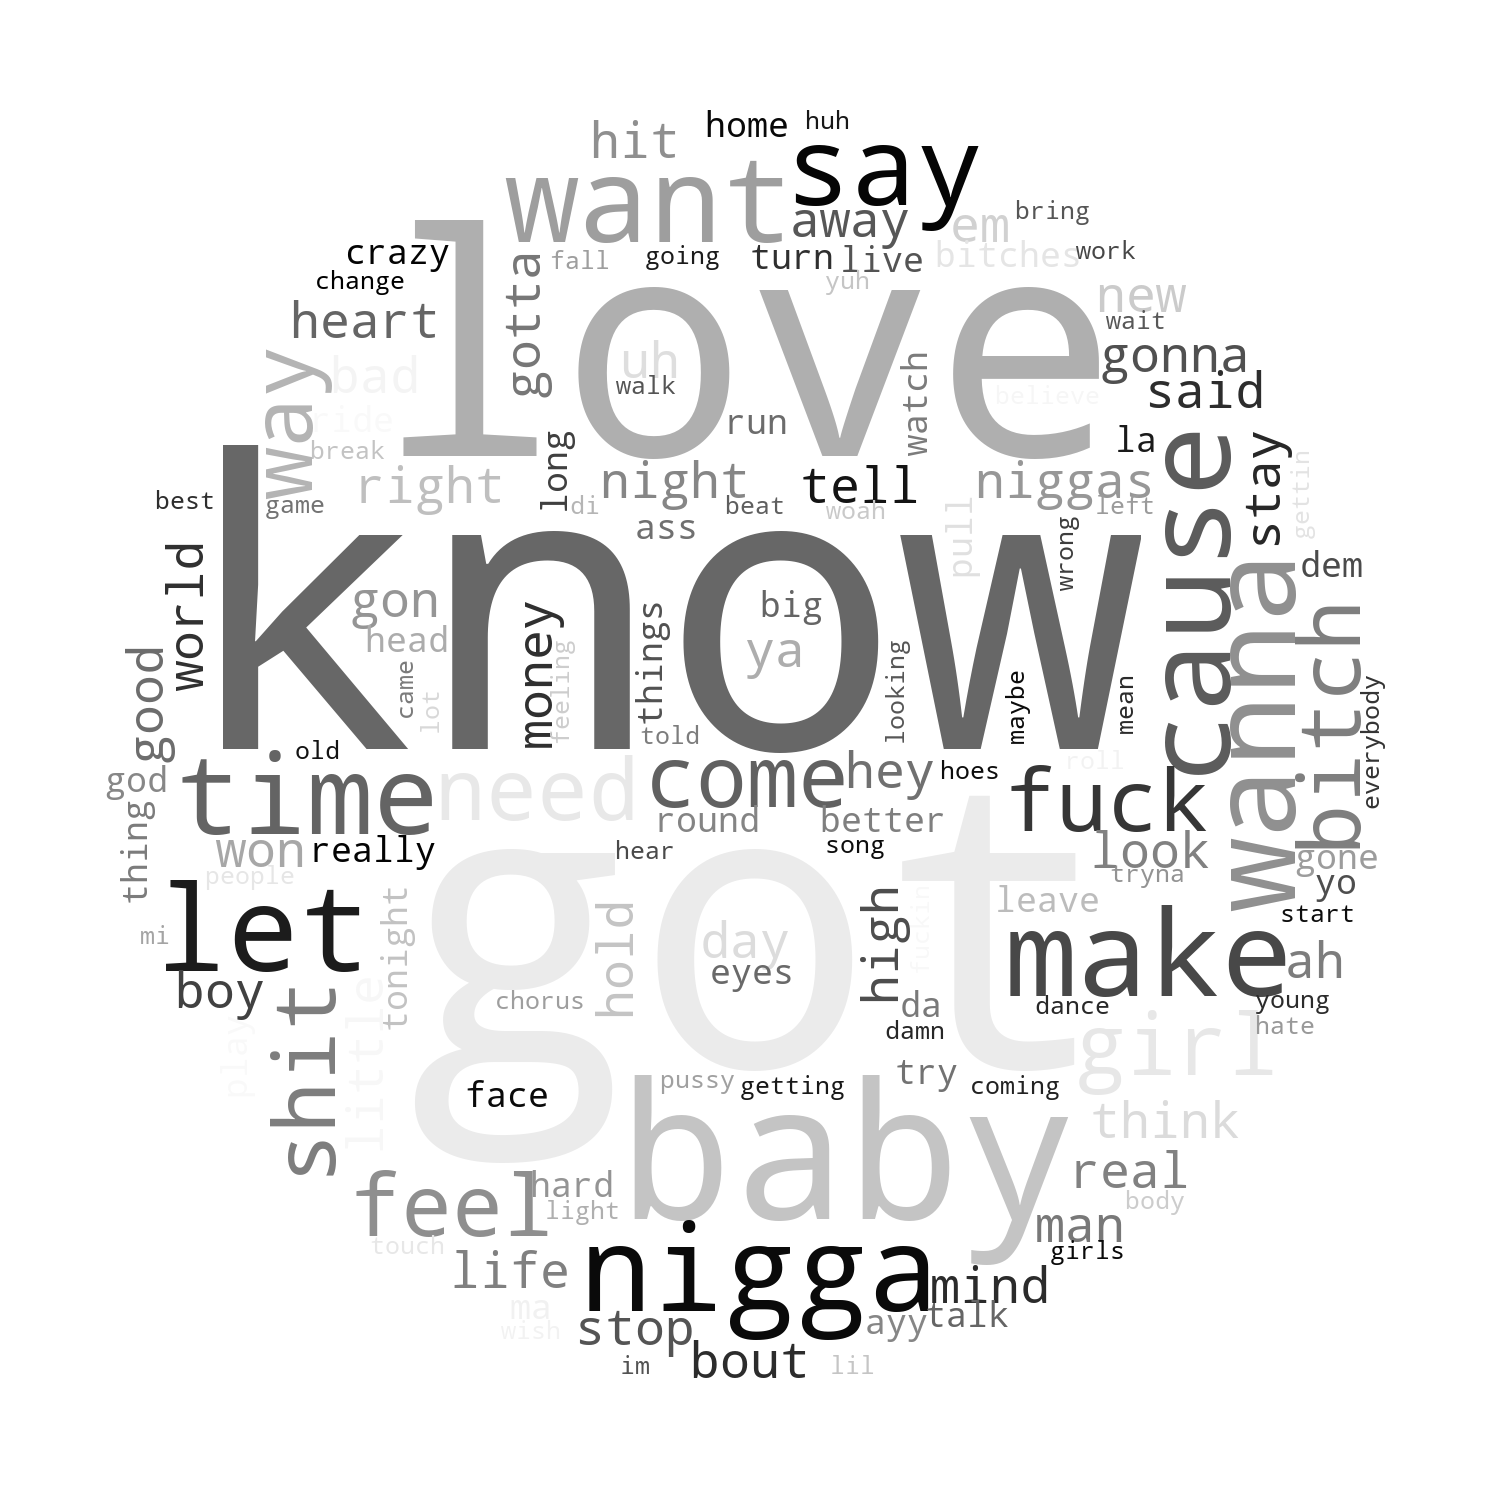 huh
home
hit
say
want
bring
away
em
crazy
fall
going
turn
live
bitches
work
change
yuh
love
gotta
new
heart
wait
uh
gonna
way
bad
walk
watch
believe
said
ride
run
break
long
la
cause
stay
gettin
right
night
tell
niggas
best
game
di
beat
woah
left
pull
ass
wrong
know
world
wanna
dem
gon
big
head
money
things
ya
good
came
lot
feeling
looking
maybe
mean
bitch
everybody
told
old
roll
god
time
need
come
hey
hoes
fuck
thing
round
better
won
really
hear
song
look
gone
people
tryna
yo
got
let
leave
start
mi
tonight
hold
day
high
fuckin
make
ah
boy
eyes
shit
little
chorus
da
dance
young
play
damn
hate
girl
face
pussy
getting
try
coming
baby
think
feel
hard
real
light
body
man
touch
girls
life
nigga
mind
ma
wish
stop
ayy
talk
im
bout
lil